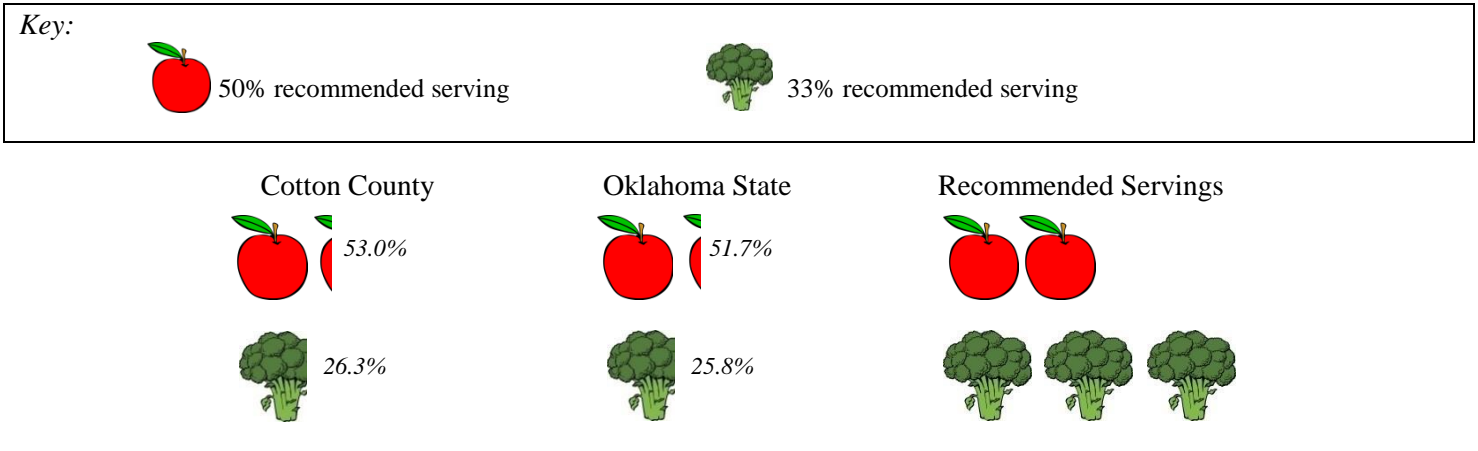 Key:
50% recommended serving 33% recommended serving
Cotton County Oklahoma State Recommended Servings
53.0% 51.7%
26.3% 25.8%